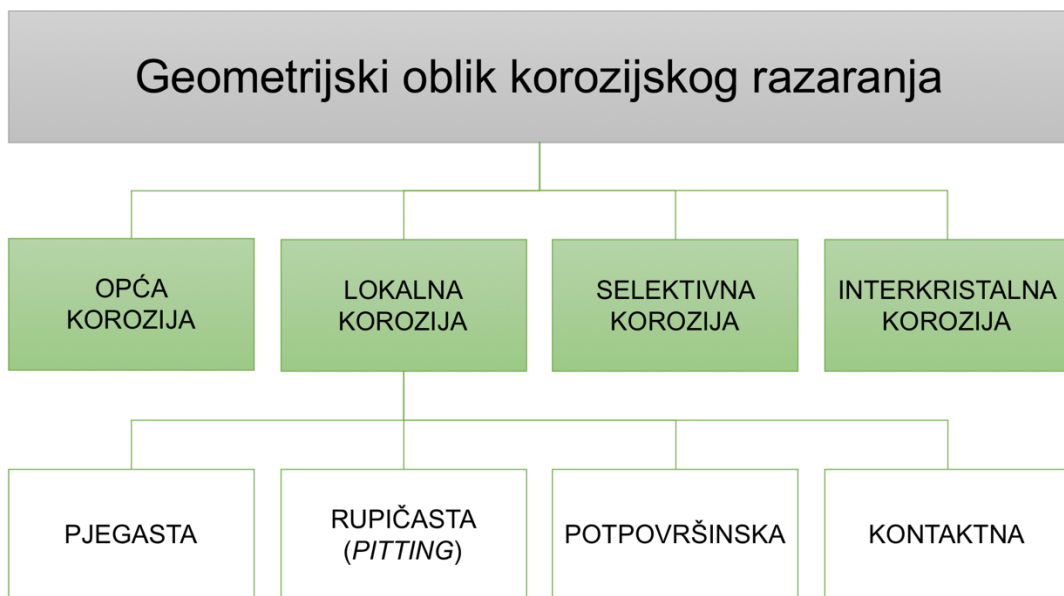 Geometrijski oblik korozijskog razaranja
OPĆA
KOROZIJA
LOKALNA
KOROZIJA
SELEKTIVNA
KOROZIJA
INTERKRISTALNA
KOROZIJA
PJEGASTA
RUPIČASTA
(PITTING)
POTPOVRŠINSKA
KONTAKTNA